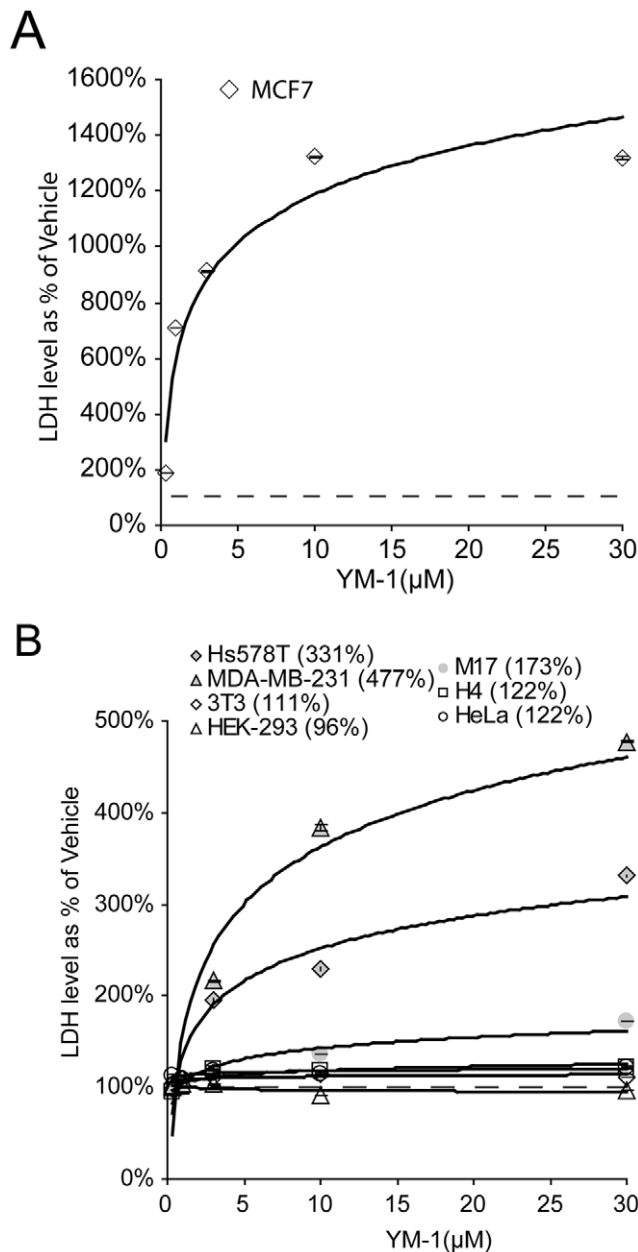 A
MCF7
LDH level as % of Vehicle
1600%
1400%
1200%
1000%
800%
600%
400%
200%
0%
0 5 10 15 20 25 30
YM-1(µM)
B
Hs578T (331%)
MDA-MB-231 (477%)
3T3 (111%)
HEK-293 (96%)
M17 (173%)
H4 (122%)
HeLa (122%)
LDH level as % of Vehicle
500%
400%
300%
200%
100%
0%
0 5 10 15 20 25 30
YM-1(µM)